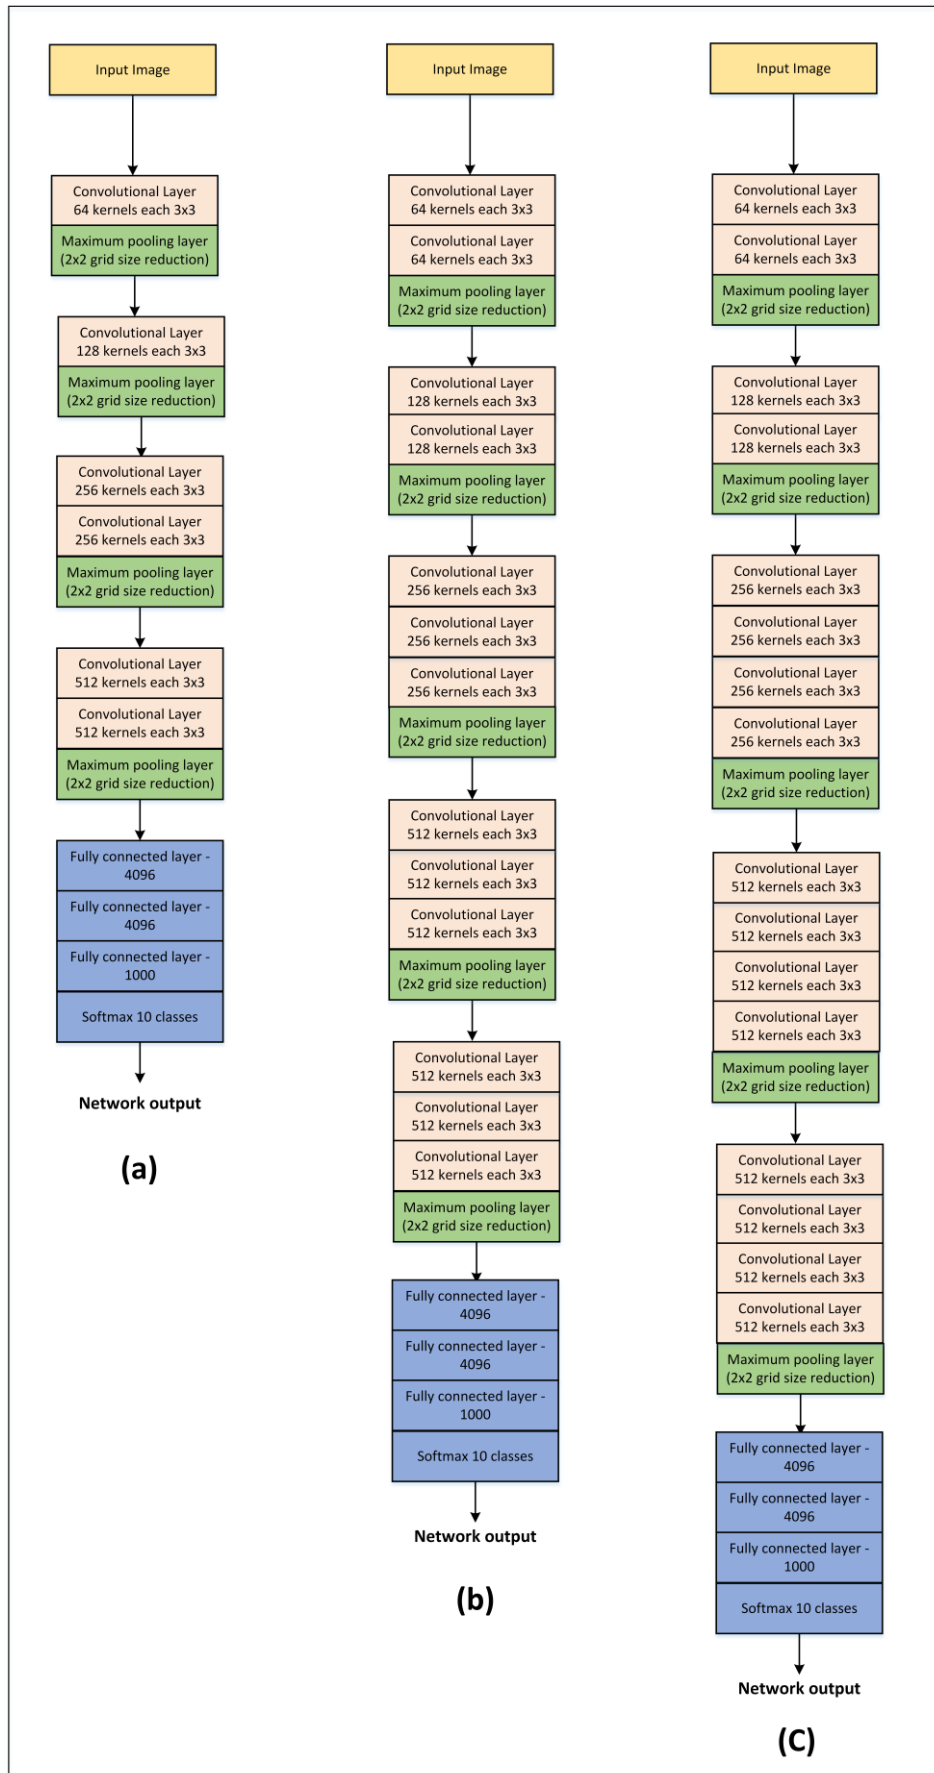 Input Image
Convolutional Layer
64 kernels each 3x3
Maximum pooling layer
(2x2 grid size reduction)
Convolutional Layer
128 kernels each 3x3
Maximum pooling layer
(2x2 grid size reduction)
Convolutional Layer
256 kernels each 3x3
Convolutional Layer
256 kernels each 3x3
Maximum pooling layer
(2x2 grid size reduction)
Convolutional Layer
512 kernels each 3x3
Convolutional Layer
512 kernels each 3x3
Maximum pooling layer
(2x2 grid size reduction)
Fully connected layer -
4096
Fully connected layer -
4096
Fully connected layer -
1000
Softmax 10 classes
Network output
(a)
Input Image
Convolutional Layer
64 kernels each 3x3
Convolutional Layer
64 kernels each 3x3
Maximum pooling layer
(2x2 grid size reduction)
Convolutional Layer
128 kernels each 3x3
Convolutional Layer
128 kernels each 3x3
Maximum pooling layer
(2x2 grid size reduction)
Convolutional Layer
256 kernels each 3x3
Convolutional Layer
256 kernels each 3x3
Convolutional Layer
256 kernels each 3x3
Maximum pooling layer
(2x2 grid size reduction)
Convolutional Layer
512 kernels each 3x3
Convolutional Layer
512 kernels each 3x3
Convolutional Layer
512 kernels each 3x3
Maximum pooling layer
(2x2 grid size reduction)
Convolutional Layer
512 kernels each 3x3
Convolutional Layer
512 kernels each 3x3
Convolutional Layer
512 kernels each 3x3
Maximum pooling layer
(2x2 grid size reduction)
Fully connected layer -
4096
Fully connected layer -
4096
Fully connected layer -
1000
Softmax 10 classes
Network output
(b)
Input Image
Convolutional Layer
64 kernels each 3x3
Convolutional Layer
64 kernels each 3x3
Maximum pooling layer
(2x2 grid size reduction)
Convolutional Layer
128 kernels each 3x3
Convolutional Layer
128 kernels each 3x3
Maximum pooling layer
(2x2 grid size reduction)
Convolutional Layer
256 kernels each 3x3
Convolutional Layer
256 kernels each 3x3
Convolutional Layer
256 kernels each 3x3
Convolutional Layer
256 kernels each 3x3
Maximum pooling layer
(2x2 grid size reduction)
Convolutional Layer
512 kernels each 3x3
Convolutional Layer
512 kernels each 3x3
Convolutional Layer
512 kernels each 3x3
Convolutional Layer
512 kernels each 3x3
Maximum pooling layer
(2x2 grid size reduction)
Convolutional Layer
512 kernels each 3x3
Convolutional Layer
512 kernels each 3x3
Convolutional Layer
512 kernels each 3x3
Convolutional Layer
512 kernels each 3x3
Maximum pooling layer
(2x2 grid size reduction)
Fully connected layer -
4096
Fully connected layer -
4096
Fully connected layer -
1000
Softmax 10 classes
Network output
(C)